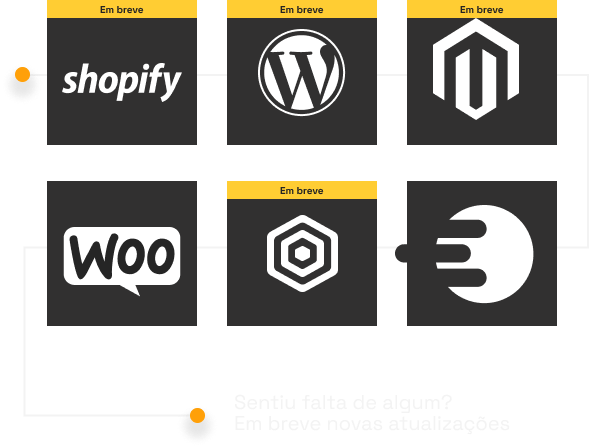 Em breve
Em breve
Em breve
shopify
Woo
Em breve
Sentiu falta de algum?
Em breve novas atualizações